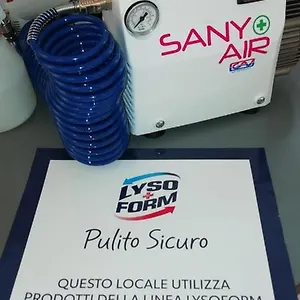 SANY
AIR
LYSO
FORM
Pulito Sicuro
QUESTO LOCALE UTILIZZA
PRODOTTI DELLA LINEA LYSOFORM